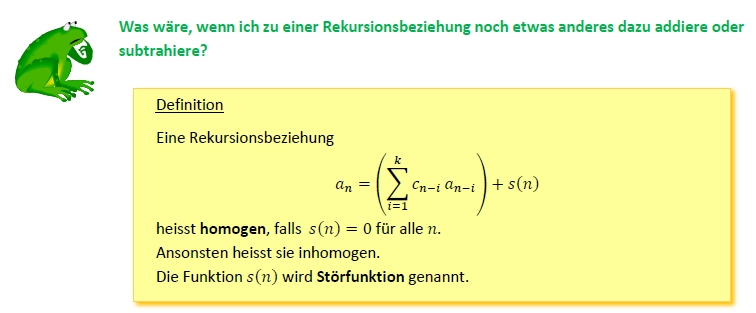 Was wäre, wenn ich zu einer Rekursionsbeziehung noch etwas anderes dazu addiere oder
subtrahiere?
Definition
Eine Rekursionsbeziehung
$a_n = \left( \sum_{i=1}^{k} c_{n-i} \, a_{n-i} \right) + s(n)$
heisst homogen, falls $s(n) = 0$ für alle $n$.
Ansonsten heisst sie inhomogen.
Die Funktion $s(n)$ wird Störfunktion genannt.